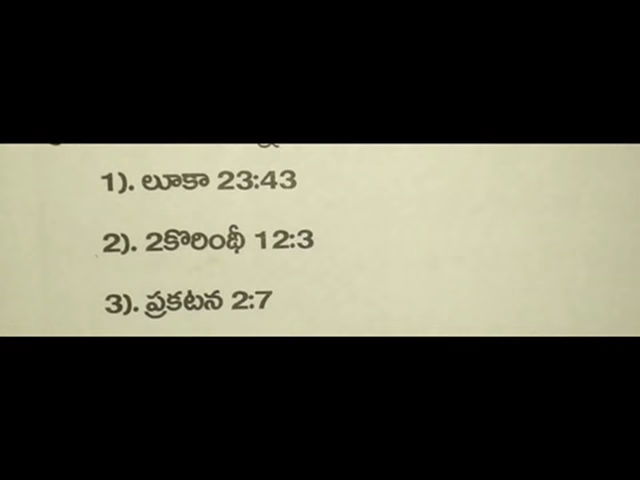 1). లూకా 23:43
2). 2కొరింథీ 12:3
3). ప్రకటన 2:7